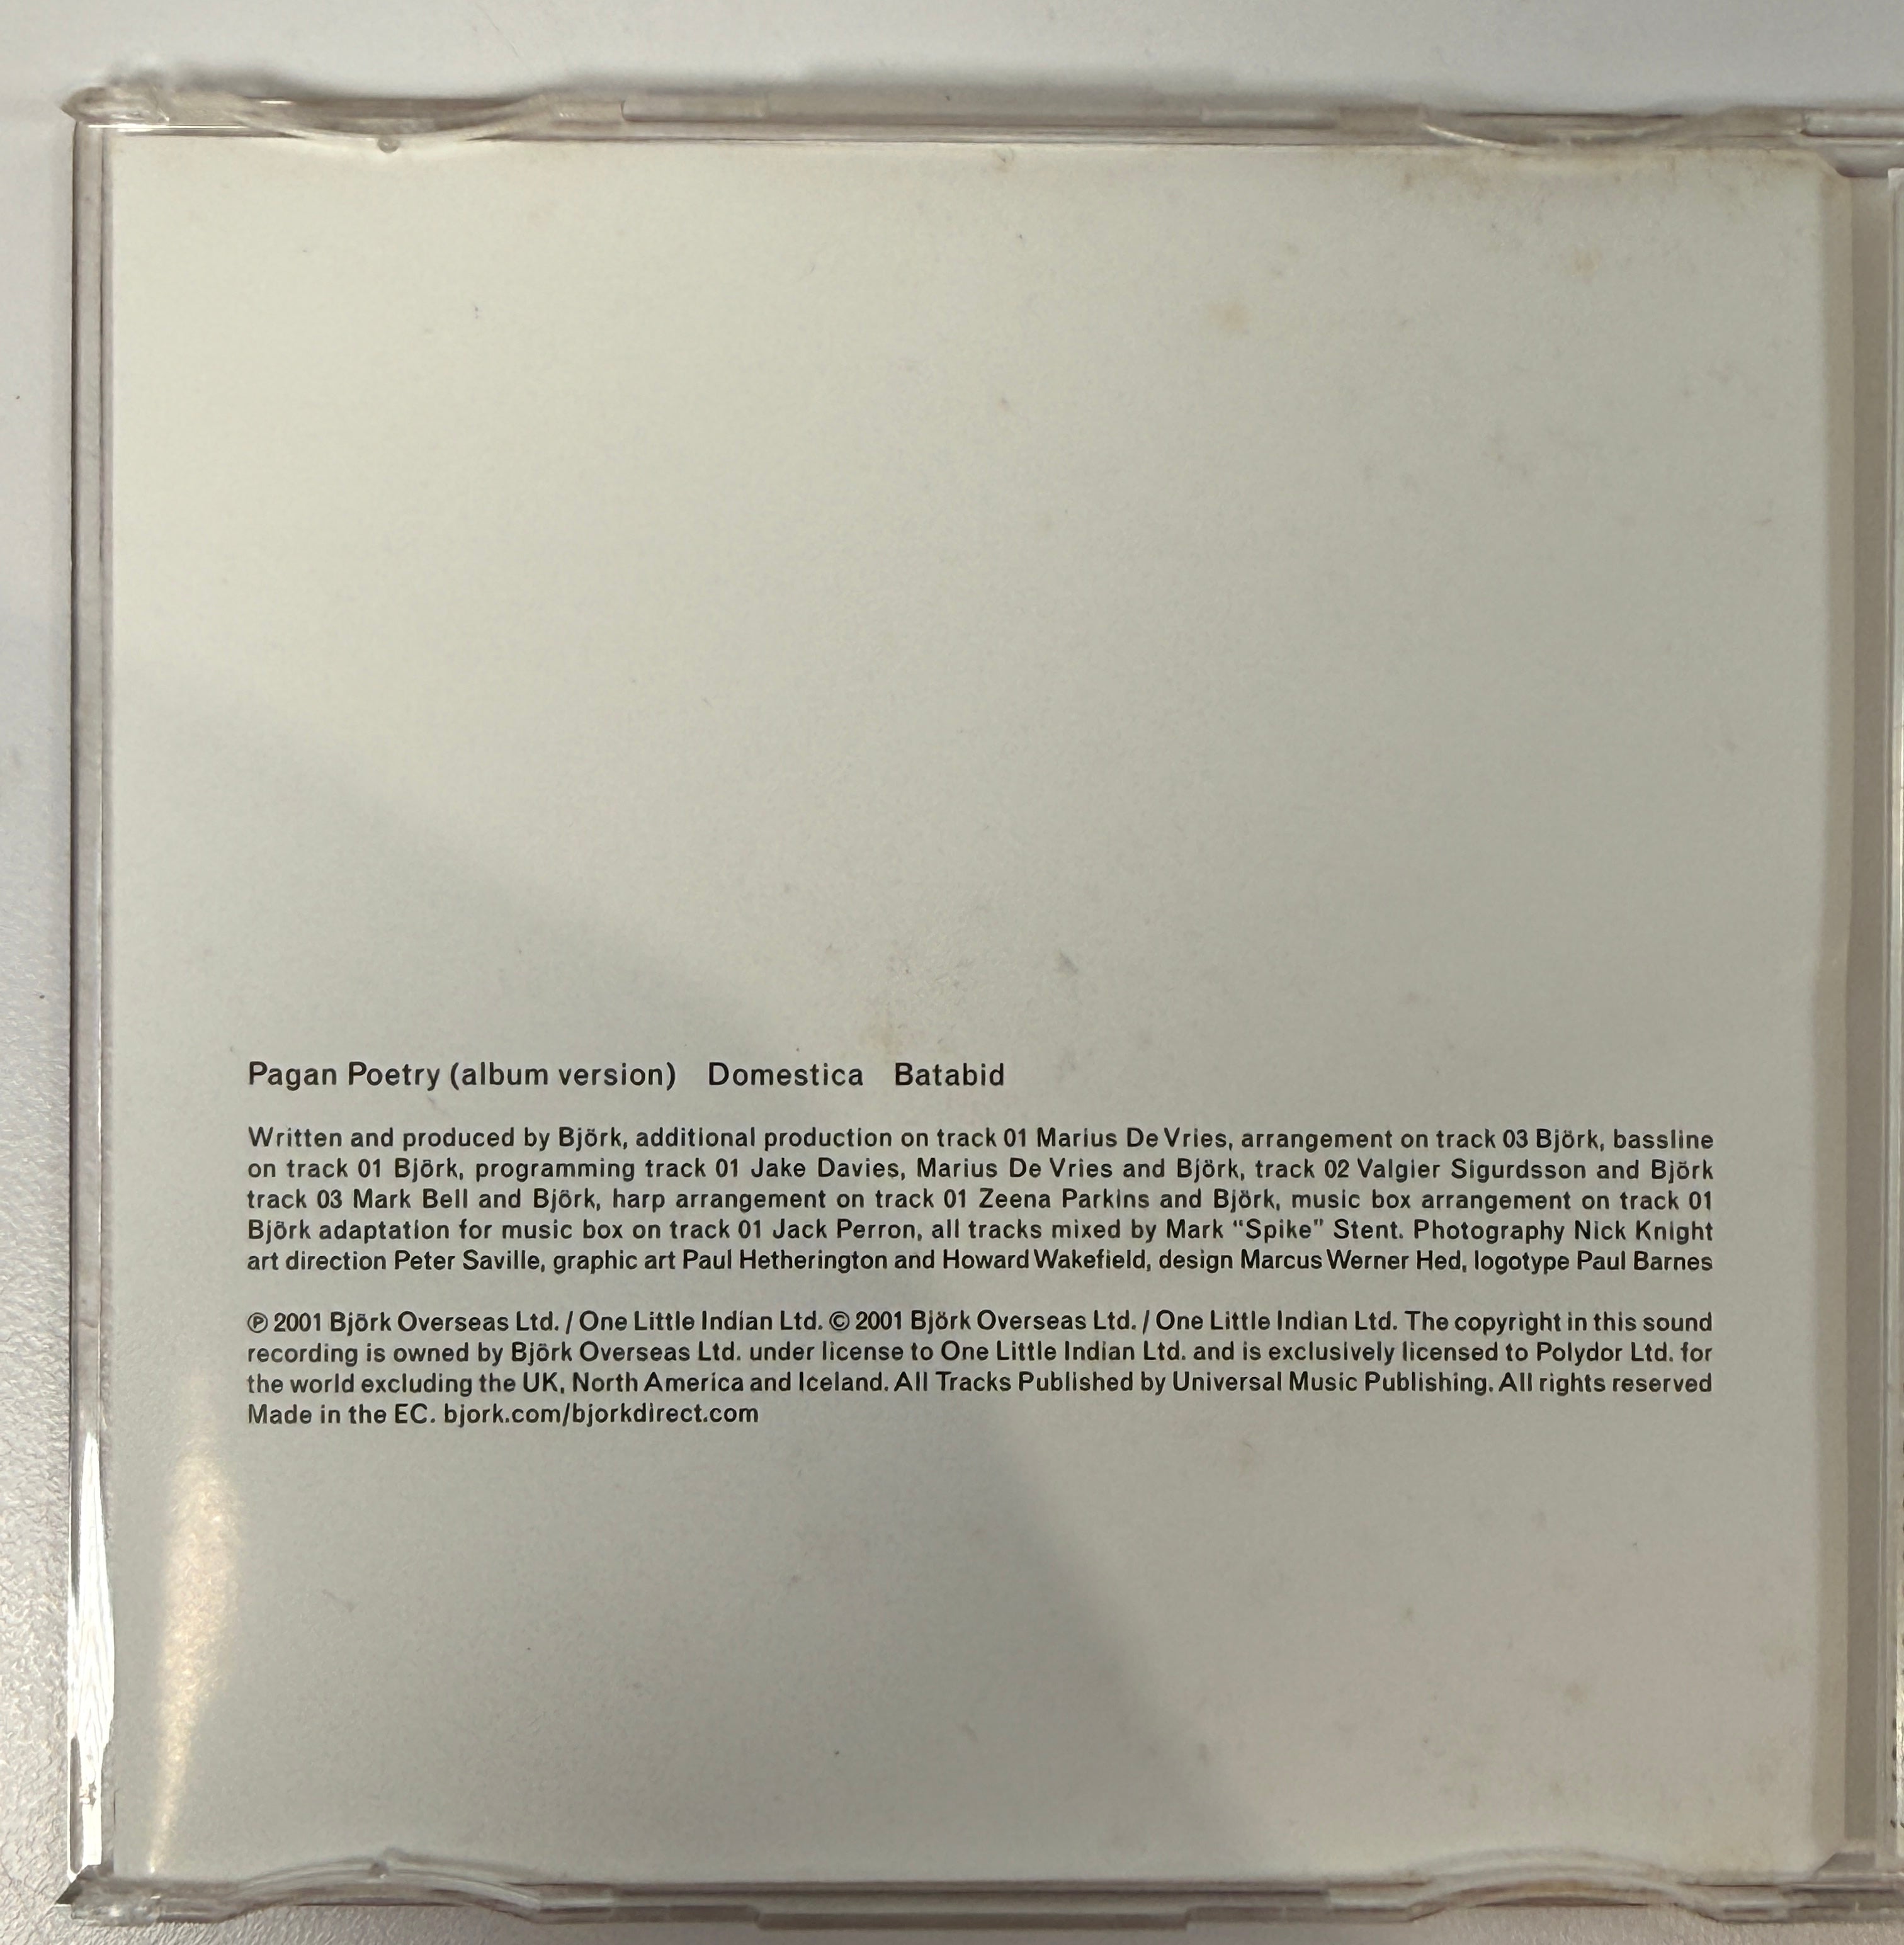 Pagan Poetry (album version) Domestica Batabid
Written and produced by Björk, additional production on track 01 Marius De Vries, arrangement on track 03 Björk, bassline
on track 01 Björk, programming track 01 Jake Davies, Marius De Vries and Björk, track 02 Valgier Sigurdsson and Björk
track 03 Mark Bell and Björk, harp arrangement on track 01 Zeena Parkins and Björk, music box arrangement on track 01
Björk adaptation for music box on track 01 Jack Perron, all tracks mixed by Mark “Spike” Stent. Photography Nick Knight
art direction Peter Saville, graphic art Paul Hetherington and Howard Wakefield, design Marcus Werner Hed, logotype Paul Barnes
℗ 2001 Björk Overseas Ltd. / One Little Indian Ltd. © 2001 Björk Overseas Ltd. / One Little Indian Ltd. The copyright in this sound
recording is owned by Björk Overseas Ltd. under license to One Little Indian Ltd. and is exclusively licensed to Polydor Ltd. for
the world excluding the UK, North America and Iceland. All Tracks Published by Universal Music Publishing. All rights reserved
Made in the EC. bjork.com/bjorkdirect.com